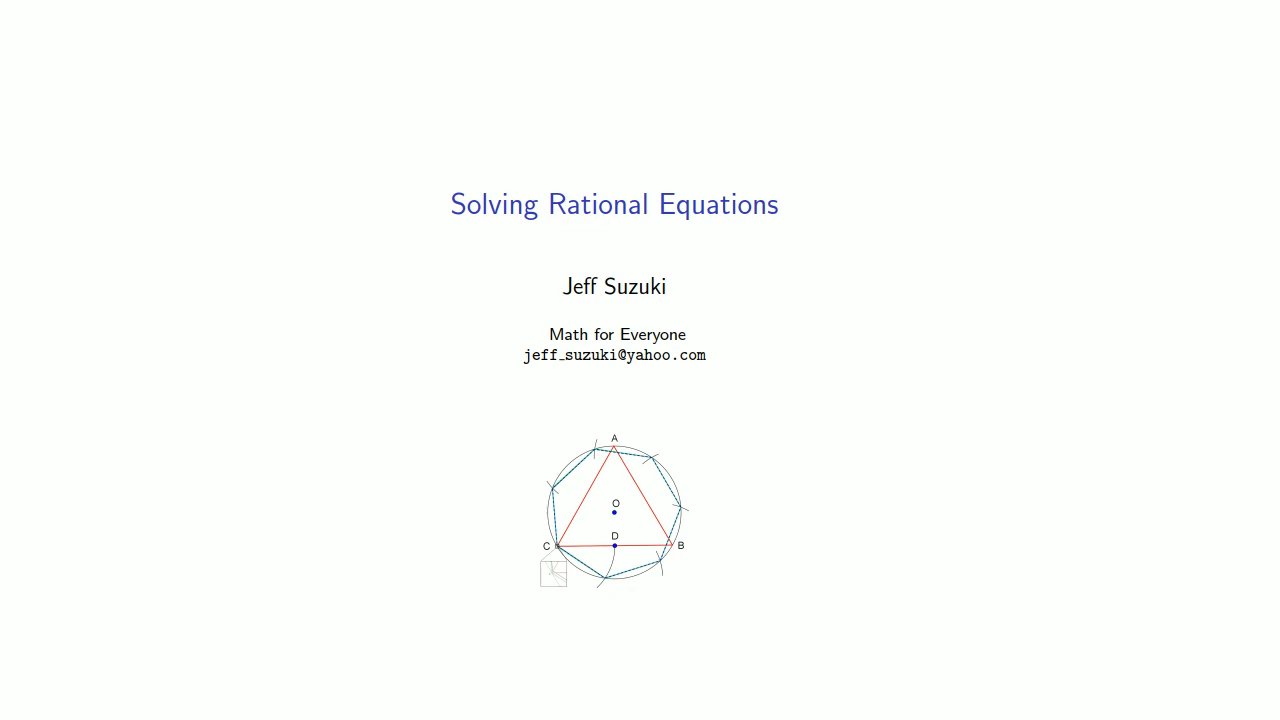 Solving Rational Equations
Jeff Suzuki
Math for Everyone
jeff_suzuki@yahoo.com
A
O
D
C
B